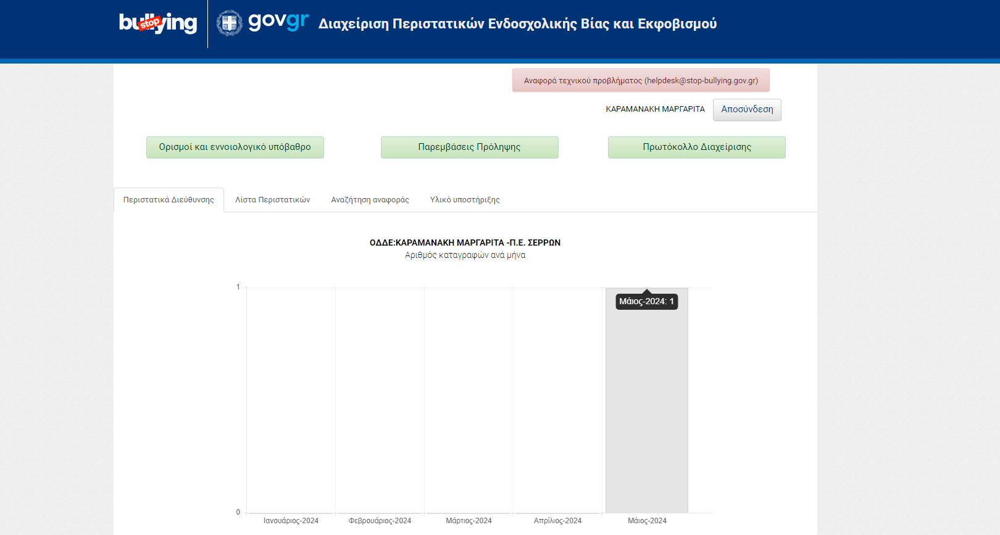 bullying stop
govgr
Διαχείριση Περιστατικών Ενδοσχολικής Βίας και Εκφοβισμού
Αναφορά τεχνικού προβλήματος (helpdesk@stop-bullying.gov.gr)
ΚΑΡΑΜΑΝΑΚΗ ΜΑΡΓΑΡΙΤΑ Αποσύνδεση
Ορισμοί και εννοιολογικό υπόβαθρο Παρεμβάσεις Πρόληψης Πρωτόκολλο Διαχείρισης
Περιστατικά Διεύθυνσης Λίστα Περιστατικών Αναζήτηση αναφοράς Υλικό υποστήριξης
ΟΔΔΕ:ΚΑΡΑΜΑΝΑΚΗ ΜΑΡΓΑΡΙΤΑ -Π.Ε. ΣΕΡΡΩΝ
Αριθμός καταγραφών ανά μήνα
1
Μάιος-2024: 1
0
Ιανουάριος-2024 Φεβρουάριος-2024 Μάρτιος-2024 Απρίλιος-2024 Μάιος-2024